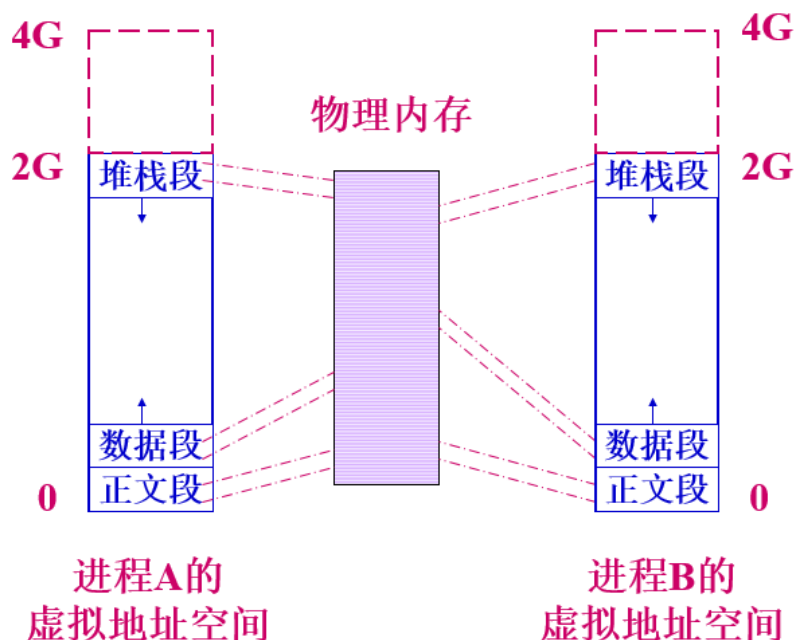 4G
4G
物理内存
2G
堆栈段
堆栈段
2G
数据段
数据段
0
正文段
正文段
0
进程A的
虚拟地址空间
进程B的
虚拟地址空间